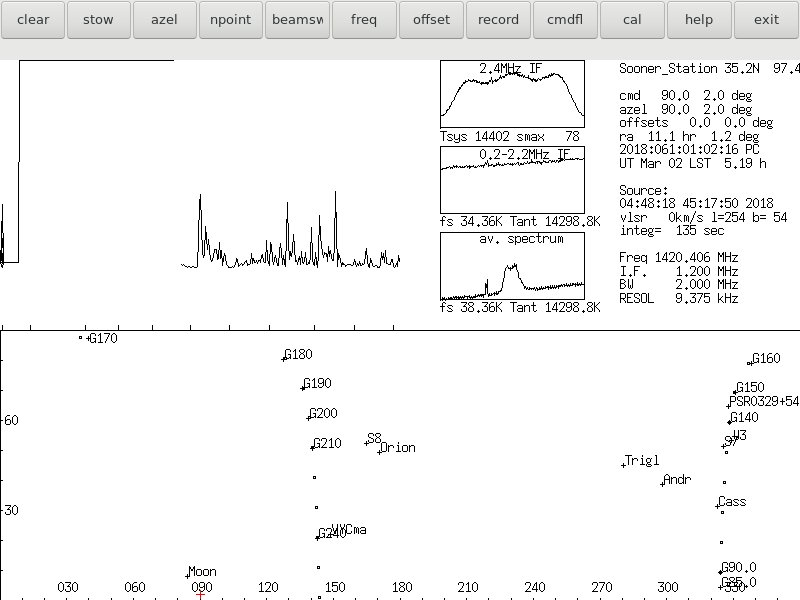 clear stow azel npoint beamsw freq offset record cmdfl cal help exit
2.4MHz IF
Tsys 14402 smax 78
0.2-2.2MHz IF
fs 34.36K Tant 14298.8K
av. spectrum
fs 38.36K Tant 14298.8K
Sooner_Station 35.2N 97.4
cmd 90.0 2.0 deg
azel 90.0 2.0 deg
offsets 0.0 0.0 deg
ra 11.1 hr 1.2 deg
2018:061:01:02:16 PC
UT Mar 02 LST 5.19 h
Source:
04:48:18 45:17:50 2018
vlsr 0km/s l=254 b= 54
integ= 135 sec
Freq 1420.406 MHz
I.F. 1.200 MHz
BW 2.000 MHz
RESOL 9.375 kHz
G170
G180
G160
G190
G150
PSR0329+54
G200
G140
60
W3
S7
G210
S8
Orion
Trigl
Andr
Cass
30
G240
VYCma
Moon
G90.0
G85.0
030 060 090 120 150 180 210 240 270 300 330